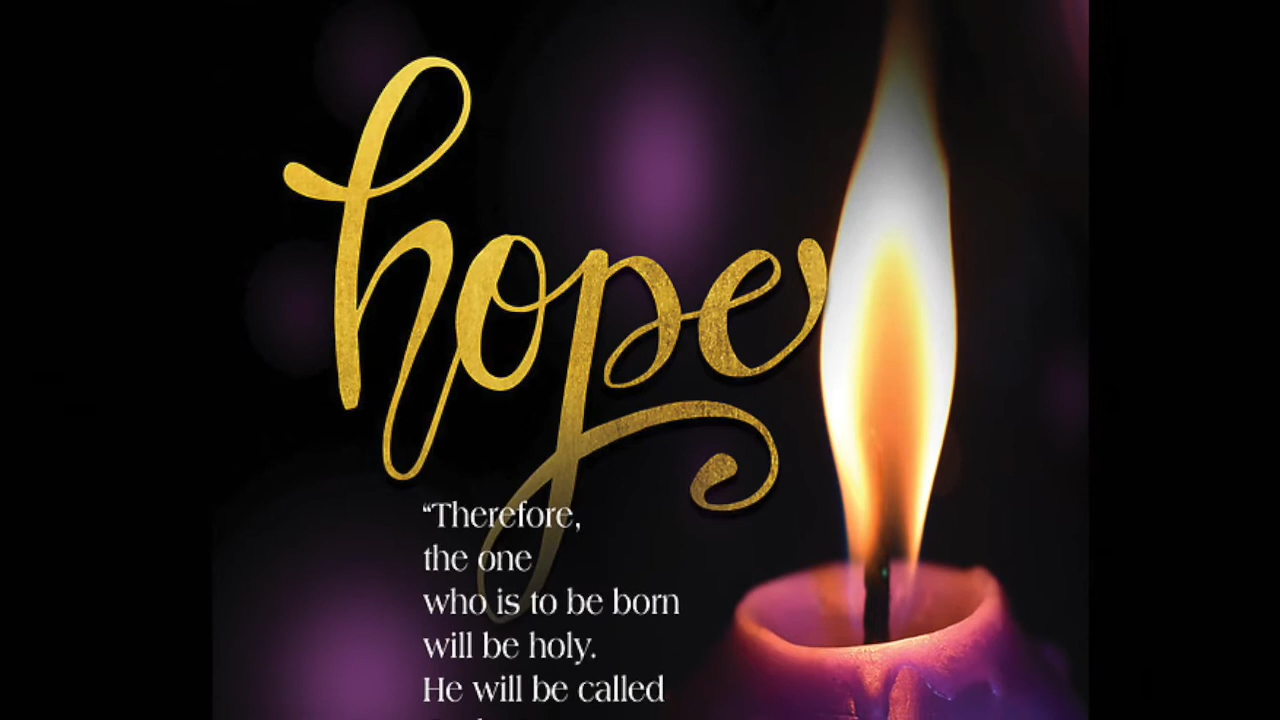 hope
“Therefore,
the one
who is to be born
will be holy.
He will be called